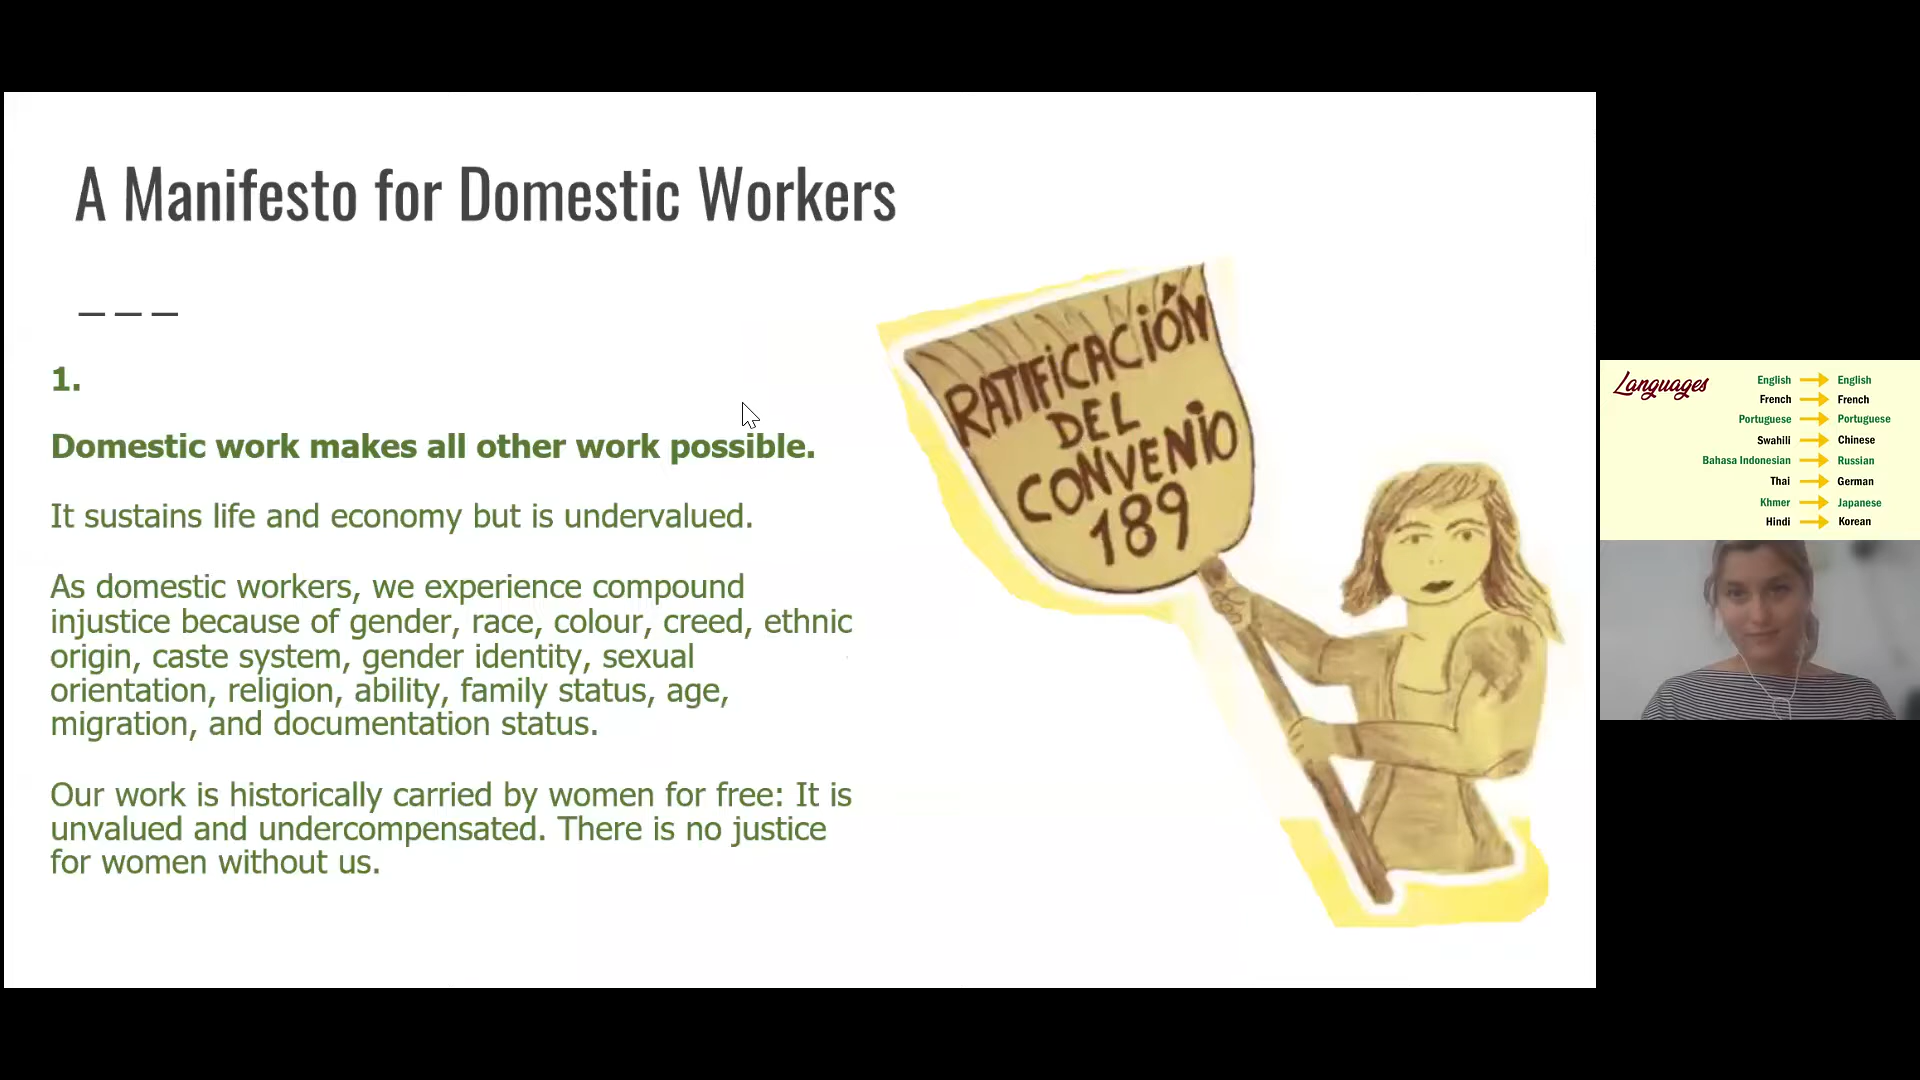 A Manifesto for Domestic Workers
1.
Domestic work makes all other work possible.
It sustains life and economy but is undervalued.
As domestic workers, we experience compound
injustice because of gender, race, colour, creed, ethnic
origin, caste system, gender identity, sexual
orientation, religion, ability, family status, age,
migration, and documentation status.
Our work is historically carried by women for free: It is
unvalued and undercompensated. There is no justice
for women without us.
RATIFICACIÓN
DEL
CONVENIO
189
Languages
English English
French French
Portuguese Portuguese
Swahili Chinese
Bahasa Indonesian Russian
Thai German
Khmer Japanese
Hindi Korean